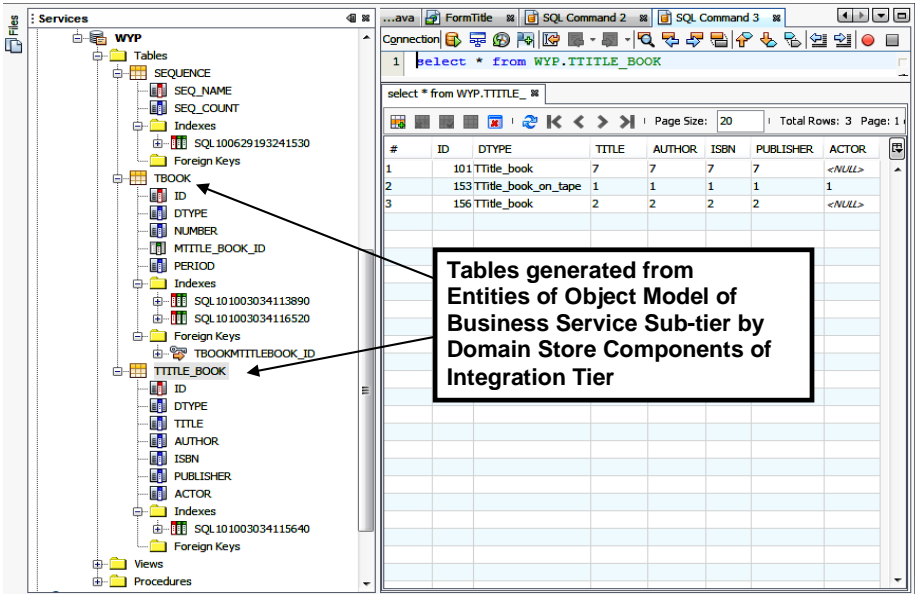 Files
Services
WYP
Tables
SEQUENCE
SEQ_NAME
SEQ_COUNT
Indexes
SQL100629193241530
Foreign Keys
TBOOK
ID
DTYPE
NUMBER
MTITLE_BOOK_ID
PERIOD
Indexes
SQL101003034113890
SQL101003034116520
Foreign Keys
TBOOKMTITLEBOOK_ID
TTITLE_BOOK
ID
DTYPE
TITLE
AUTHOR
ISBN
PUBLISHER
ACTOR
Indexes
SQL101003034115640
Foreign Keys
Views
Procedures
...ava FormTitle SQL Command 2 SQL Command 3
Connection
1 select * from WYP.TTITLE_BOOK
select * from WYP.TTITLE_
Page Size: 20 Total Rows: 3 Page: 1
# ID DTYPE TITLE AUTHOR ISBN PUBLISHER ACTOR
1 101 TTitle_book 7 7 7 7 <NULL>
2 153 TTitle_book_on_tape 1 1 1 1 1
3 156 TTitle_book 2 2 2 2 <NULL>
Tables generated from
Entities of Object Model of
Business Service Sub-tier by
Domain Store Components of
Integration Tier